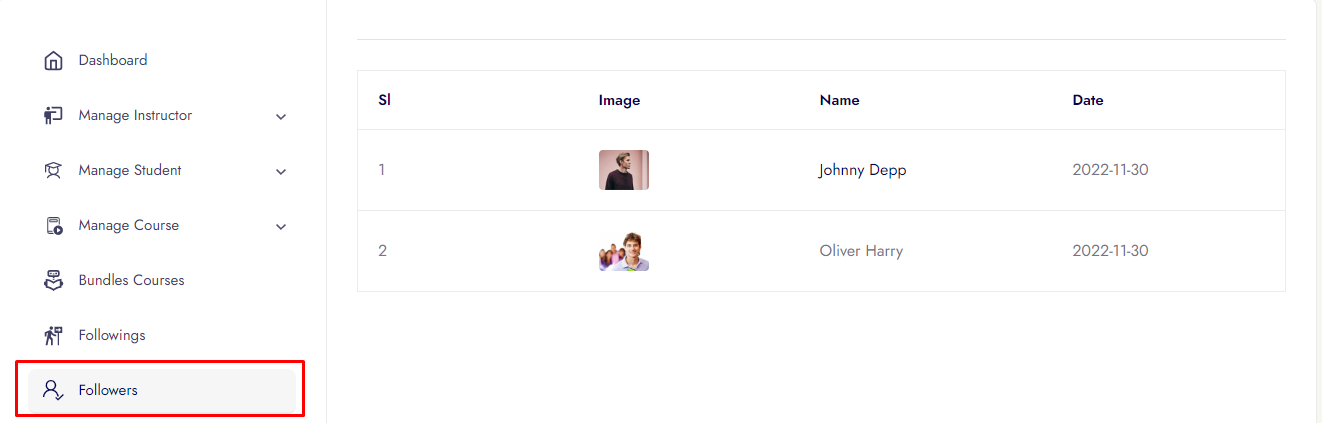 Dashboard
Manage Instructor
Manage Student
Manage Course
Bundles Courses
Followings
Followers
Sl Image Name Date
1 Johnny Depp 2022-11-30
2 Oliver Harry 2022-11-30